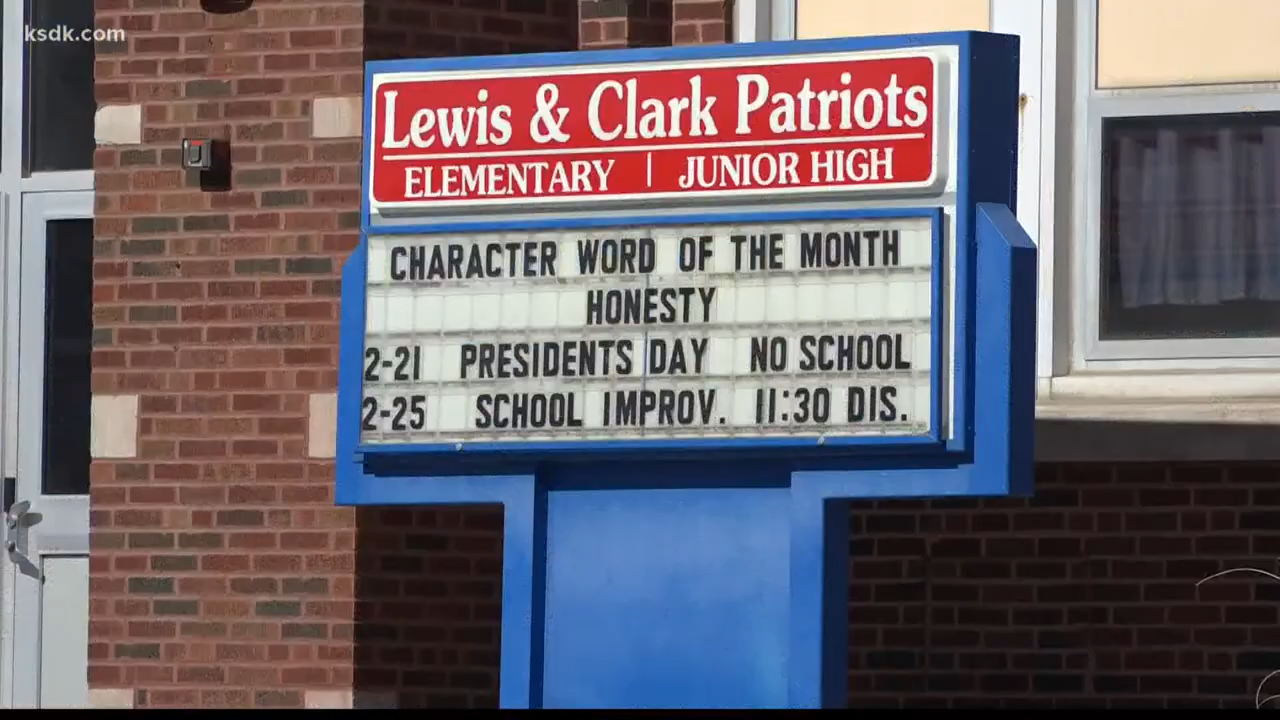 ksdk.com
Lewis & Clark Patriots
ELEMENTARY | JUNIOR HIGH
CHARACTER WORD OF THE MONTH
HONESTY
2-21 PRESIDENTS DAY NO SCHOOL
2-25 SCHOOL IMPROV. 11:30 DIS.